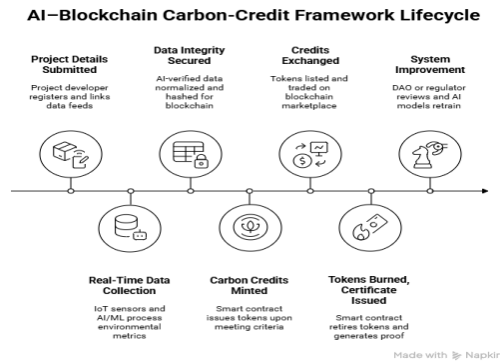 AI–Blockchain Carbon-Credit Framework Lifecycle
Project Details
Submitted
Project developer
registers and links
data feeds
Data Integrity
Secured
AI-verified data
normalized and
hashed for
blockchain
Credits
Exchanged
Tokens listed and
traded on
blockchain
marketplace
System
Improvement
DAO or regulator
reviews and AI
models retrain
$
Real-Time Data
Collection
IoT sensors and
AI/ML process
environmental
metrics
Carbon Credits
Minted
Smart contract
issues tokens upon
meeting criteria
Tokens Burned,
Certificate
Issued
Smart contract
retires tokens and
generates proof
Made with Napkin